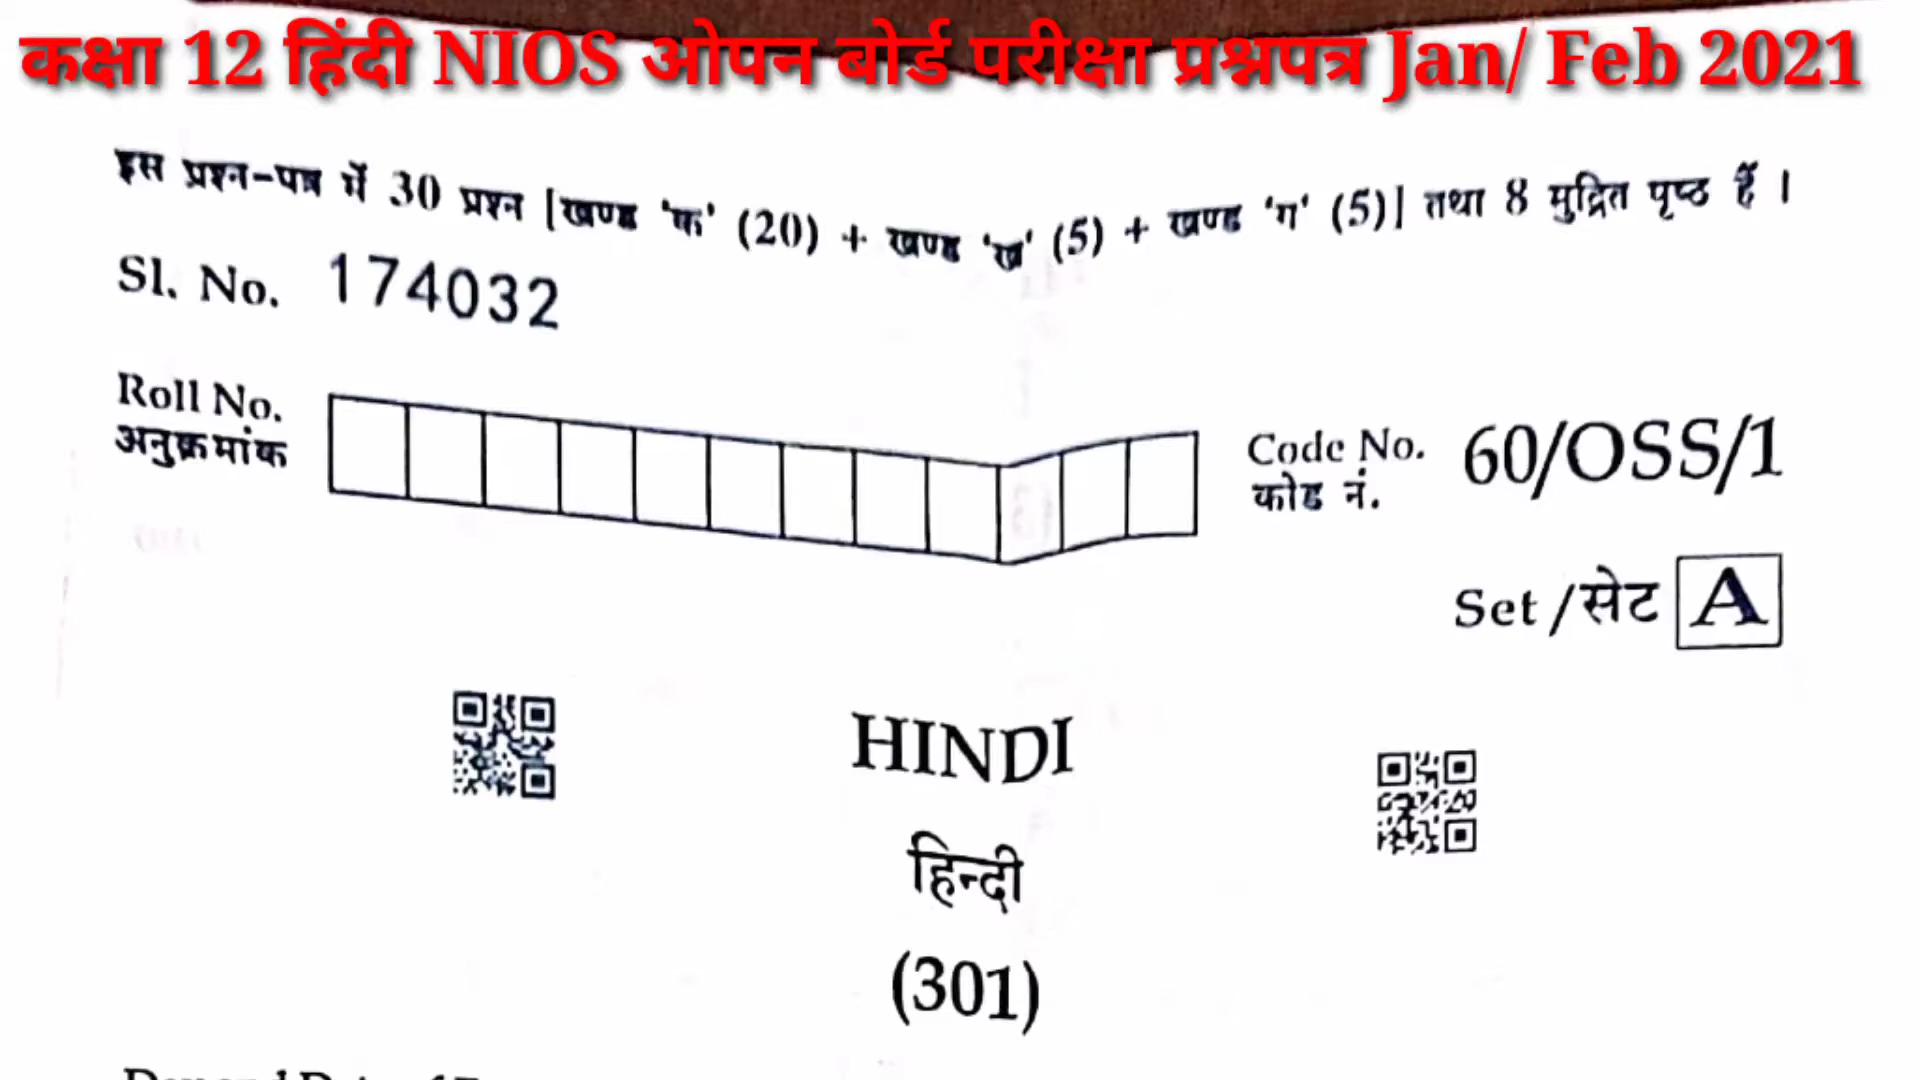 कक्षा 12 हिंदी NIOS ओपन बोर्ड परीक्षा प्रश्नपत्र Jan/ Feb 2021
इस प्रश्न-पत्र में 30 प्रश्न [खण्ड 'क' (20) + खण्ड 'ख' (5) + खण्ड 'ग' (5)] तथा 8 मुद्रित पृष्ठ हैं ।
Sl. No. 174032
Roll No.
अनुक्रमांक
Code No. 60/OSS/1
कोड नं.
Set /सेट A
HINDI
हिन्दी
(301)